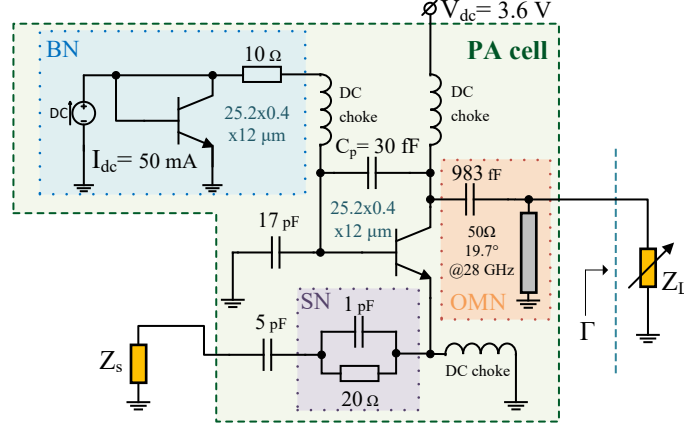 V_dc= 3.6 V
BN
PA cell
10 Ω
DC
choke
DC
choke
DC
25.2x0.4
x12 μm
I_dc= 50 mA
C_p= 30 fF
983 fF
17 pF
25.2x0.4
x12 μm
50Ω
19.7°
@28 GHz
OMN
Z_L
Γ
SN
1 pF
5 pF
Z_s
20 Ω
DC choke